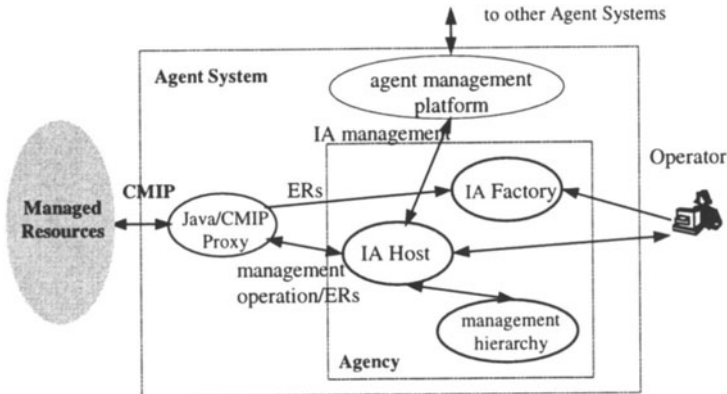 to other Agent Systems
Agent System
agent management
platform
IA management
Operator
CMIP
ERs
IA Factory
Managed
Resources
Java/CMIP
Proxy
IA Host
management
operation/ERs
management
hierarchy
Agency